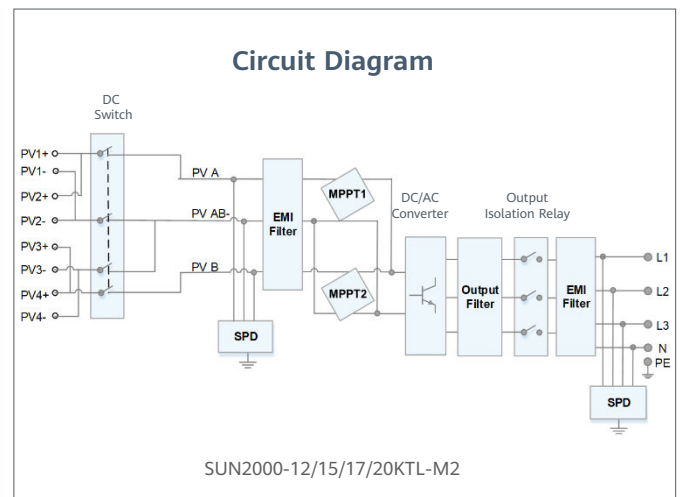 Circuit Diagram
DC
Switch
PV1+
PV1-
PV2+
PV2-
PV3+
PV3-
PV4+
PV4-
PV A
PV AB-
PV B
SPD
EMI
Filter
MPPT1
MPPT2
DC/AC
Converter
Output
Filter
Output
Isolation Relay
EMI
Filter
L1
L2
L3
N
PE
SPD
SUN2000-12/15/17/20KTL-M2